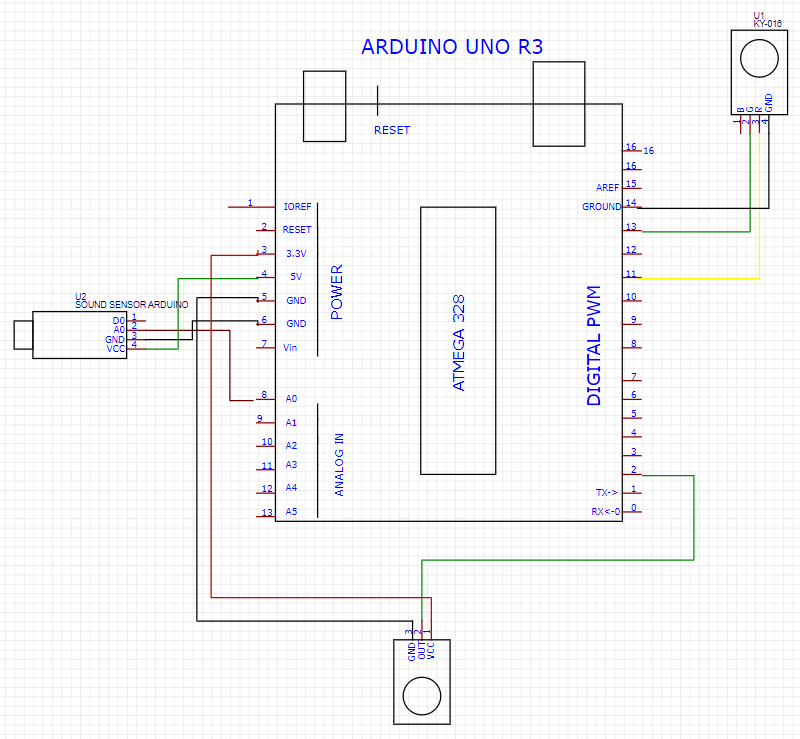 U1
KY-016
B
G
R
GND
1
2
3
4
ARDUINO UNO R3
RESET
16 16
16
AREF 15
GROUND 14
13
12
11
10
9
8
7
6
5
4
3
2
TX-> 1
RX<-0 0
1 IOREF
2 RESET
3 3.3V
4 5V
5 GND
6 GND
7 Vin
8 A0
9 A1
10 A2
11 A3
12 A4
13 A5
POWER
ANALOG IN
ATMEGA 328
DIGITAL PWM
U2
SOUND SENSOR ARDUINO
D0 1
A0 2
GND 3
VCC 4
3
2
1
GND
OUT
VCC